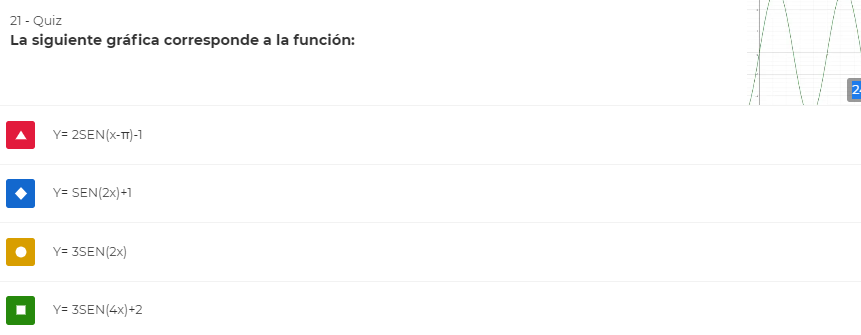 21 - Quiz
La siguiente gráfica corresponde a la función:
Y= 2SEN(x-π)-1
Y= SEN(2x)+1
Y= 3SEN(2x)
Y= 3SEN(4x)+2